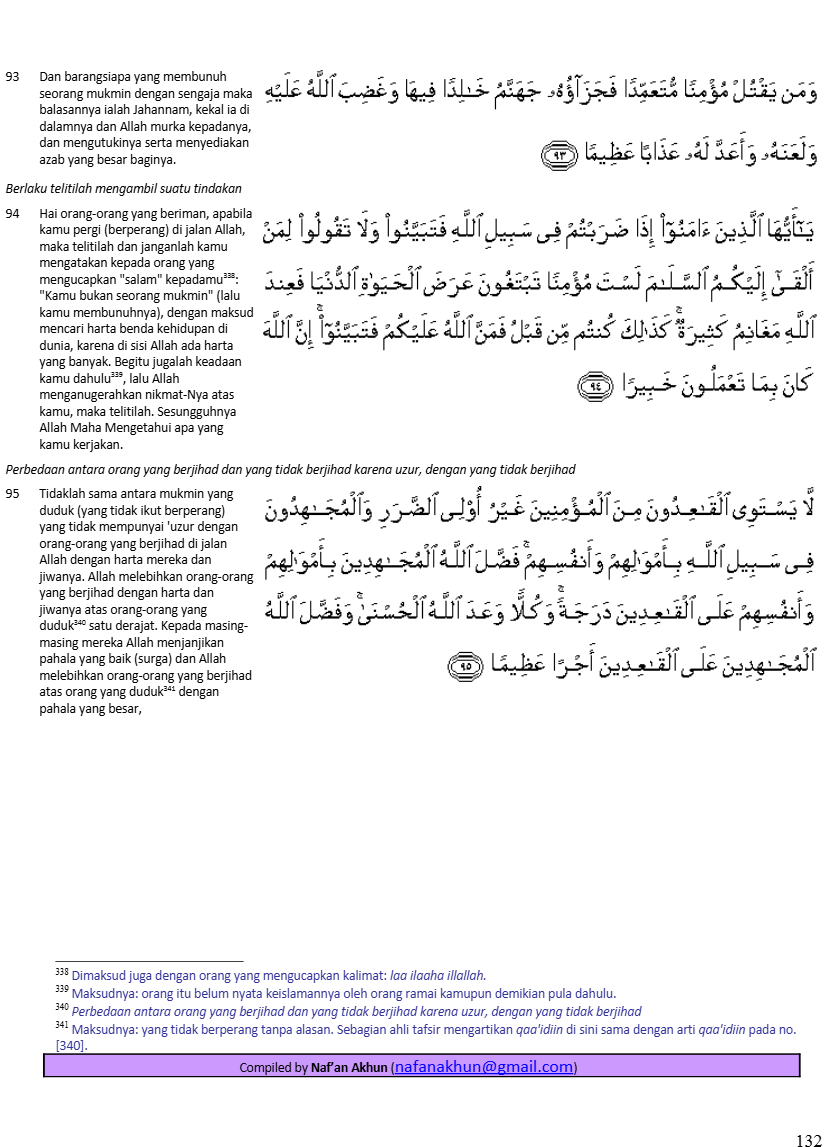 93 Dan barangsiapa yang membunuh
seorang mukmin dengan sengaja maka
balasannya ialah Jahannam, kekal ia di
dalamnya dan Allah murka kepadanya,
dan mengutukinya serta menyediakan
azab yang besar baginya.
وَمَن يَقْتُلْ مُؤْمِنًا مُّتَعَمِّدًا فَجَزَآؤُهُۥ جَهَنَّمُ خَـٰلِدًا فِيهَا وَغَضِبَ ٱللَّهُ عَلَيْهِ
وَلَعَنَهُۥ وَأَعَدَّ لَهُۥ عَذَابًا عَظِيمًا ٩٣
Berlaku telitilah mengambil suatu tindakan
94 Hai orang-orang yang beriman, apabila
kamu pergi (berperang) di jalan Allah,
maka telitilah dan janganlah kamu
mengatakan kepada orang yang
mengucapkan "salam" kepadamu³³⁸:
"Kamu bukan seorang mukmin" (lalu
kamu membunuhnya), dengan maksud
mencari harta benda kehidupan di
dunia, karena di sisi Allah ada harta
yang banyak. Begitu jugalah keadaan
kamu dahulu³³⁹, lalu Allah
menganugerahkan nikmat-Nya atas
kamu, maka telitilah. Sesungguhnya
Allah Maha Mengetahui apa yang
kamu kerjakan.
يَـٰٓأَيُّهَا ٱلَّذِينَ ءَامَنُوٓا۟ إِذَا ضَرَبْتُمْ فِى سَبِيلِ ٱللَّهِ فَتَبَيَّنُوا۟ وَلَا تَقُولُوا۟ لِمَنْ
أَلْقَىٰٓ إِلَيْكُمُ ٱلسَّلَـٰمَ لَسْتَ مُؤْمِنًا تَبْتَغُونَ عَرَضَ ٱلْحَيَوٰةِ ٱلدُّنْيَا فَعِندَ
ٱللَّهِ مَغَانِمُ كَثِيرَةٌ ۚ كَذَٰلِكَ كُنتُم مِّن قَبْلُ فَمَنَّ ٱللَّهُ عَلَيْكُمْ فَتَبَيَّنُوٓا۟ ۚ إِنَّ ٱللَّهَ
كَانَ بِمَا تَعْمَلُونَ خَبِيرًا ٩٤
Perbedaan antara orang yang berjihad dan yang tidak berjihad karena uzur, dengan yang tidak berjihad
95 Tidaklah sama antara mukmin yang
duduk (yang tidak ikut berperang)
yang tidak mempunyai 'uzur dengan
orang-orang yang berjihad di jalan
Allah dengan harta mereka dan
jiwanya. Allah melebihkan orang-orang
yang berjihad dengan harta dan
jiwanya atas orang-orang yang
duduk³⁴⁰ satu derajat. Kepada masing-
masing mereka Allah menjanjikan
pahala yang baik (surga) dan Allah
melebihkan orang-orang yang berjihad
atas orang yang duduk³⁴¹ dengan
pahala yang besar,
لَّا يَسْتَوِى ٱلْقَـٰعِدُونَ مِنَ ٱلْمُؤْمِنِينَ غَيْرُ أُو۟لِى ٱلضَّرَرِ وَٱلْمُجَـٰهِدُونَ
فِى سَبِيلِ ٱللَّهِ بِأَمْوَٰلِهِمْ وَأَنفُسِهِمْ ۚ فَضَّلَ ٱللَّهُ ٱلْمُجَـٰهِدِينَ بِأَمْوَٰلِهِمْ
وَأَنفُسِهِمْ عَلَى ٱلْقَـٰعِدِينَ دَرَجَةً ۚ وَكُلًّا وَعَدَ ٱللَّهُ ٱلْحُسْنَىٰ ۚ وَفَضَّلَ ٱللَّهُ
ٱلْمُجَـٰهِدِينَ عَلَى ٱلْقَـٰعِدِينَ أَجْرًا عَظِيمًا ٩٥
³³⁸ Dimaksud juga dengan orang yang mengucapkan kalimat: laa ilaaha illallah.
³³⁹ Maksudnya: orang itu belum nyata keislamannya oleh orang ramai kamupun demikian pula dahulu.
³⁴⁰ Perbedaan antara orang yang berjihad dan yang tidak berjihad karena uzur, dengan yang tidak berjihad
³⁴¹ Maksudnya: yang tidak berperang tanpa alasan. Sebagian ahli tafsir mengartikan qaa'idiin di sini sama dengan arti qaa'idiin pada no.
[340].
Compiled by Naf’an Akhun (nafanakhun@gmail.com)
132